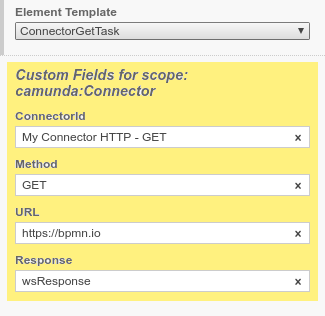 Element Template
ConnectorGetTask
Custom Fields for scope:
camunda:Connector
ConnectorId
My Connector HTTP - GET
Method
GET
URL
https://bpmn.io
Response
wsResponse